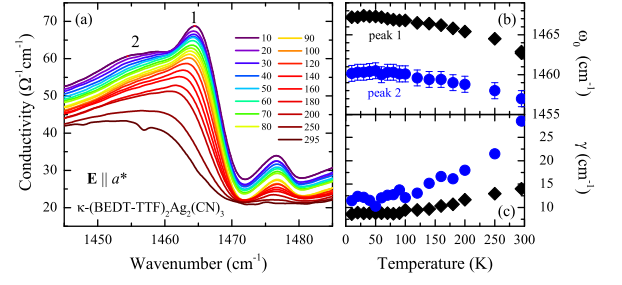 (a)
1
2
10 90
20 100
30 120
40 140
50 160
60 180
70 200
80 250
295
E || a*
κ-(BEDT-TTF)₂Ag₂(CN)₃
Conductivity (Ω⁻¹cm⁻¹)
70
60
50
40
30
20
1450 1460 1470 1480
Wavenumber (cm⁻¹)
(b)
peak 1
peak 2
1465
1460
1455
ω₀ (cm⁻¹)
(c)
25
20
15
10
γ (cm⁻¹)
0 50 100 150 200 250 300
Temperature (K)